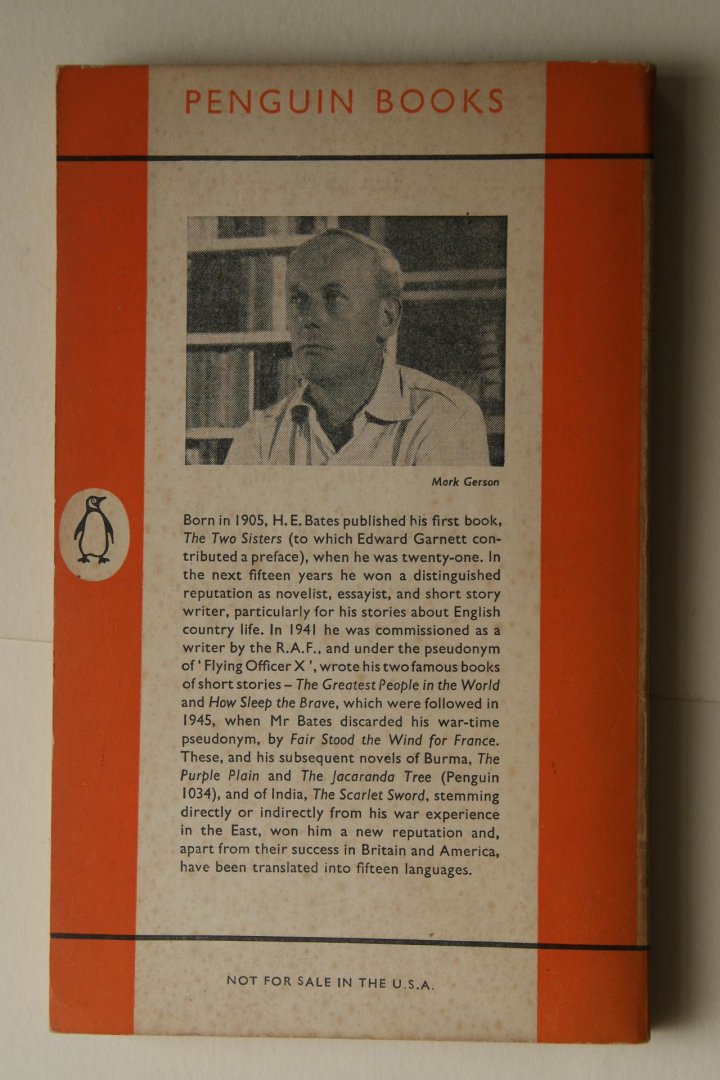 PENGUIN BOOKS
Mark Gerson
Born in 1905, H. E. Bates published his first book,
The Two Sisters (to which Edward Garnett con-
tributed a preface), when he was twenty-one. In
the next fifteen years he won a distinguished
reputation as novelist, essayist, and short story
writer, particularly for his stories about English
country life. In 1941 he was commissioned as a
writer by the R.A.F., and under the pseudonym
of ‘Flying Officer X’, wrote his two famous books
of short stories – The Greatest People in the World
and How Sleep the Brave, which were followed in
1945, when Mr Bates discarded his war-time
pseudonym, by Fair Stood the Wind for France.
These, and his subsequent novels of Burma, The
Purple Plain and The Jacaranda Tree (Penguin
1034), and of India, The Scarlet Sword, stemming
directly or indirectly from his war experience
in the East, won him a new reputation and,
apart from their success in Britain and America,
have been translated into fifteen languages.
NOT FOR SALE IN THE U.S.A.